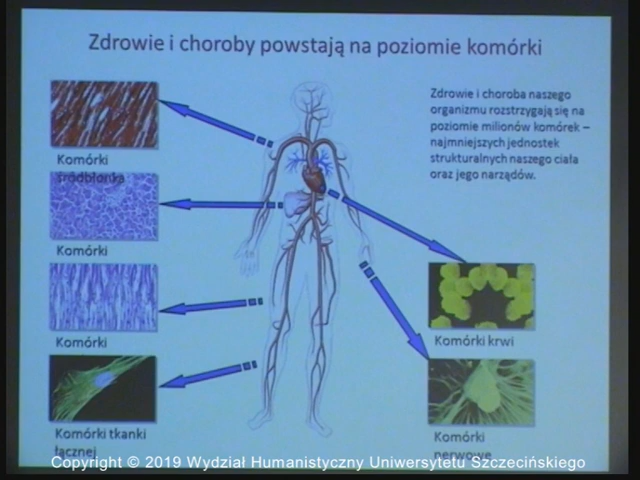 Zdrowie i choroby powstają na poziomie komórki
Zdrowie i choroba naszego
organizmu rozstrzygają się na
poziomie milionów komórek –
najmniejszych jednostek
strukturalnych naszego ciała
oraz jego narządów.
Komórki
śródbłonka
Komórki
Komórki
Komórki tkanki
łącznej
Komórki krwi
Komórki
nerwowe
Copyright © 2019 Wydział Humanistyczny Uniwersytetu Szczecińskiego